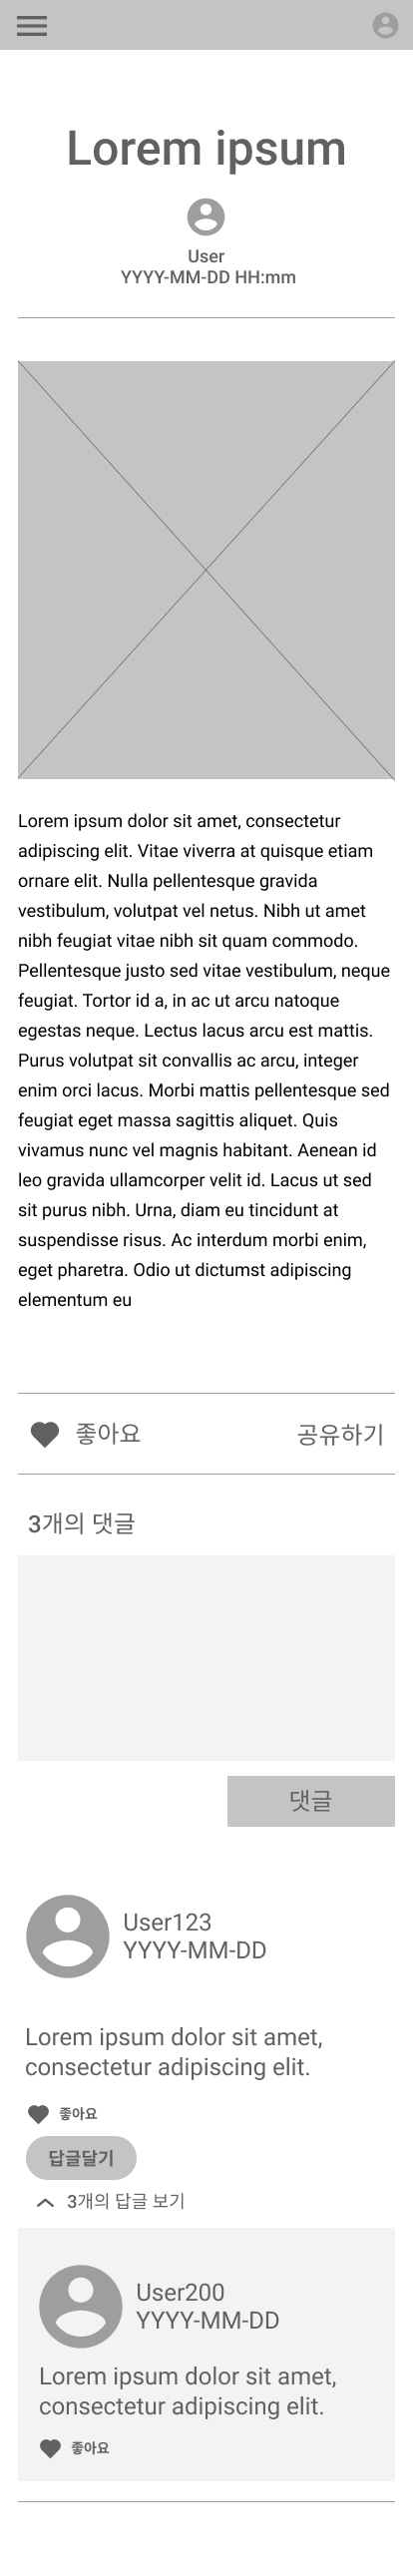 Lorem ipsum
User
YYYY-MM-DD HH:mm
Lorem ipsum dolor sit amet, consectetur
adipiscing elit. Vitae viverra at quisque etiam
ornare elit. Nulla pellentesque gravida
vestibulum, volutpat vel netus. Nibh ut amet
nibh feugiat vitae nibh sit quam commodo.
Pellentesque justo sed vitae vestibulum, neque
feugiat. Tortor id a, in ac ut arcu natoque
egestas neque. Lectus lacus arcu est mattis.
Purus volutpat sit convallis ac arcu, integer
enim orci lacus. Morbi mattis pellentesque sed
feugiat eget massa sagittis aliquet. Quis
vivamus nunc vel magnis habitant. Aenean id
leo gravida ullamcorper velit id. Lacus ut sed
sit purus nibh. Urna, diam eu tincidunt at
suspendisse risus. Ac interdum morbi enim,
eget pharetra. Odio ut dictumst adipiscing
elementum eu
좋아요 공유하기
3개의 댓글
댓글
User123
YYYY-MM-DD
Lorem ipsum dolor sit amet,
consectetur adipiscing elit.
좋아요
답글달기
3개의 답글 보기
User200
YYYY-MM-DD
Lorem ipsum dolor sit amet,
consectetur adipiscing elit.
좋아요